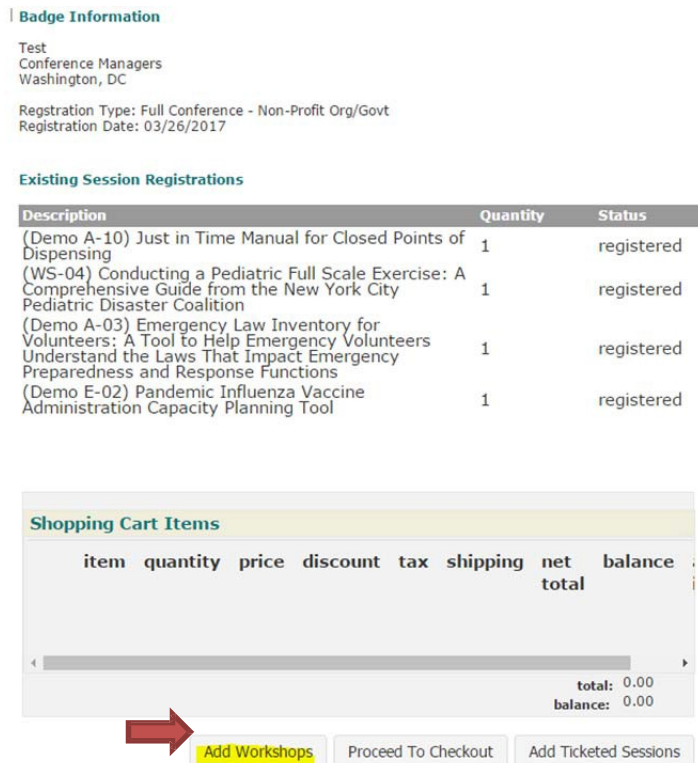 Badge Information
Test
Conference Managers
Washington, DC
Regstration Type: Full Conference - Non-Profit Org/Govt
Registration Date: 03/26/2017
Existing Session Registrations
Description Quantity Status
(Demo A-10) Just in Time Manual for Closed Points of
Dispensing 1 registered
(WS-04) Conducting a Pediatric Full Scale Exercise: A
Comprehensive Guide from the New York City 1 registered
Pediatric Disaster Coalition
(Demo A-03) Emergency Law Inventory for
Volunteers: A Tool to Help Emergency Volunteers
Understand the Laws That Impact Emergency 1 registered
Preparedness and Response Functions
(Demo E-02) Pandemic Influenza Vaccine
Administration Capacity Planning Tool 1 registered
Shopping Cart Items
item quantity price discount tax shipping net balance
total
total: 0.00
balance: 0.00
Add Workshops Proceed To Checkout Add Ticketed Sessions